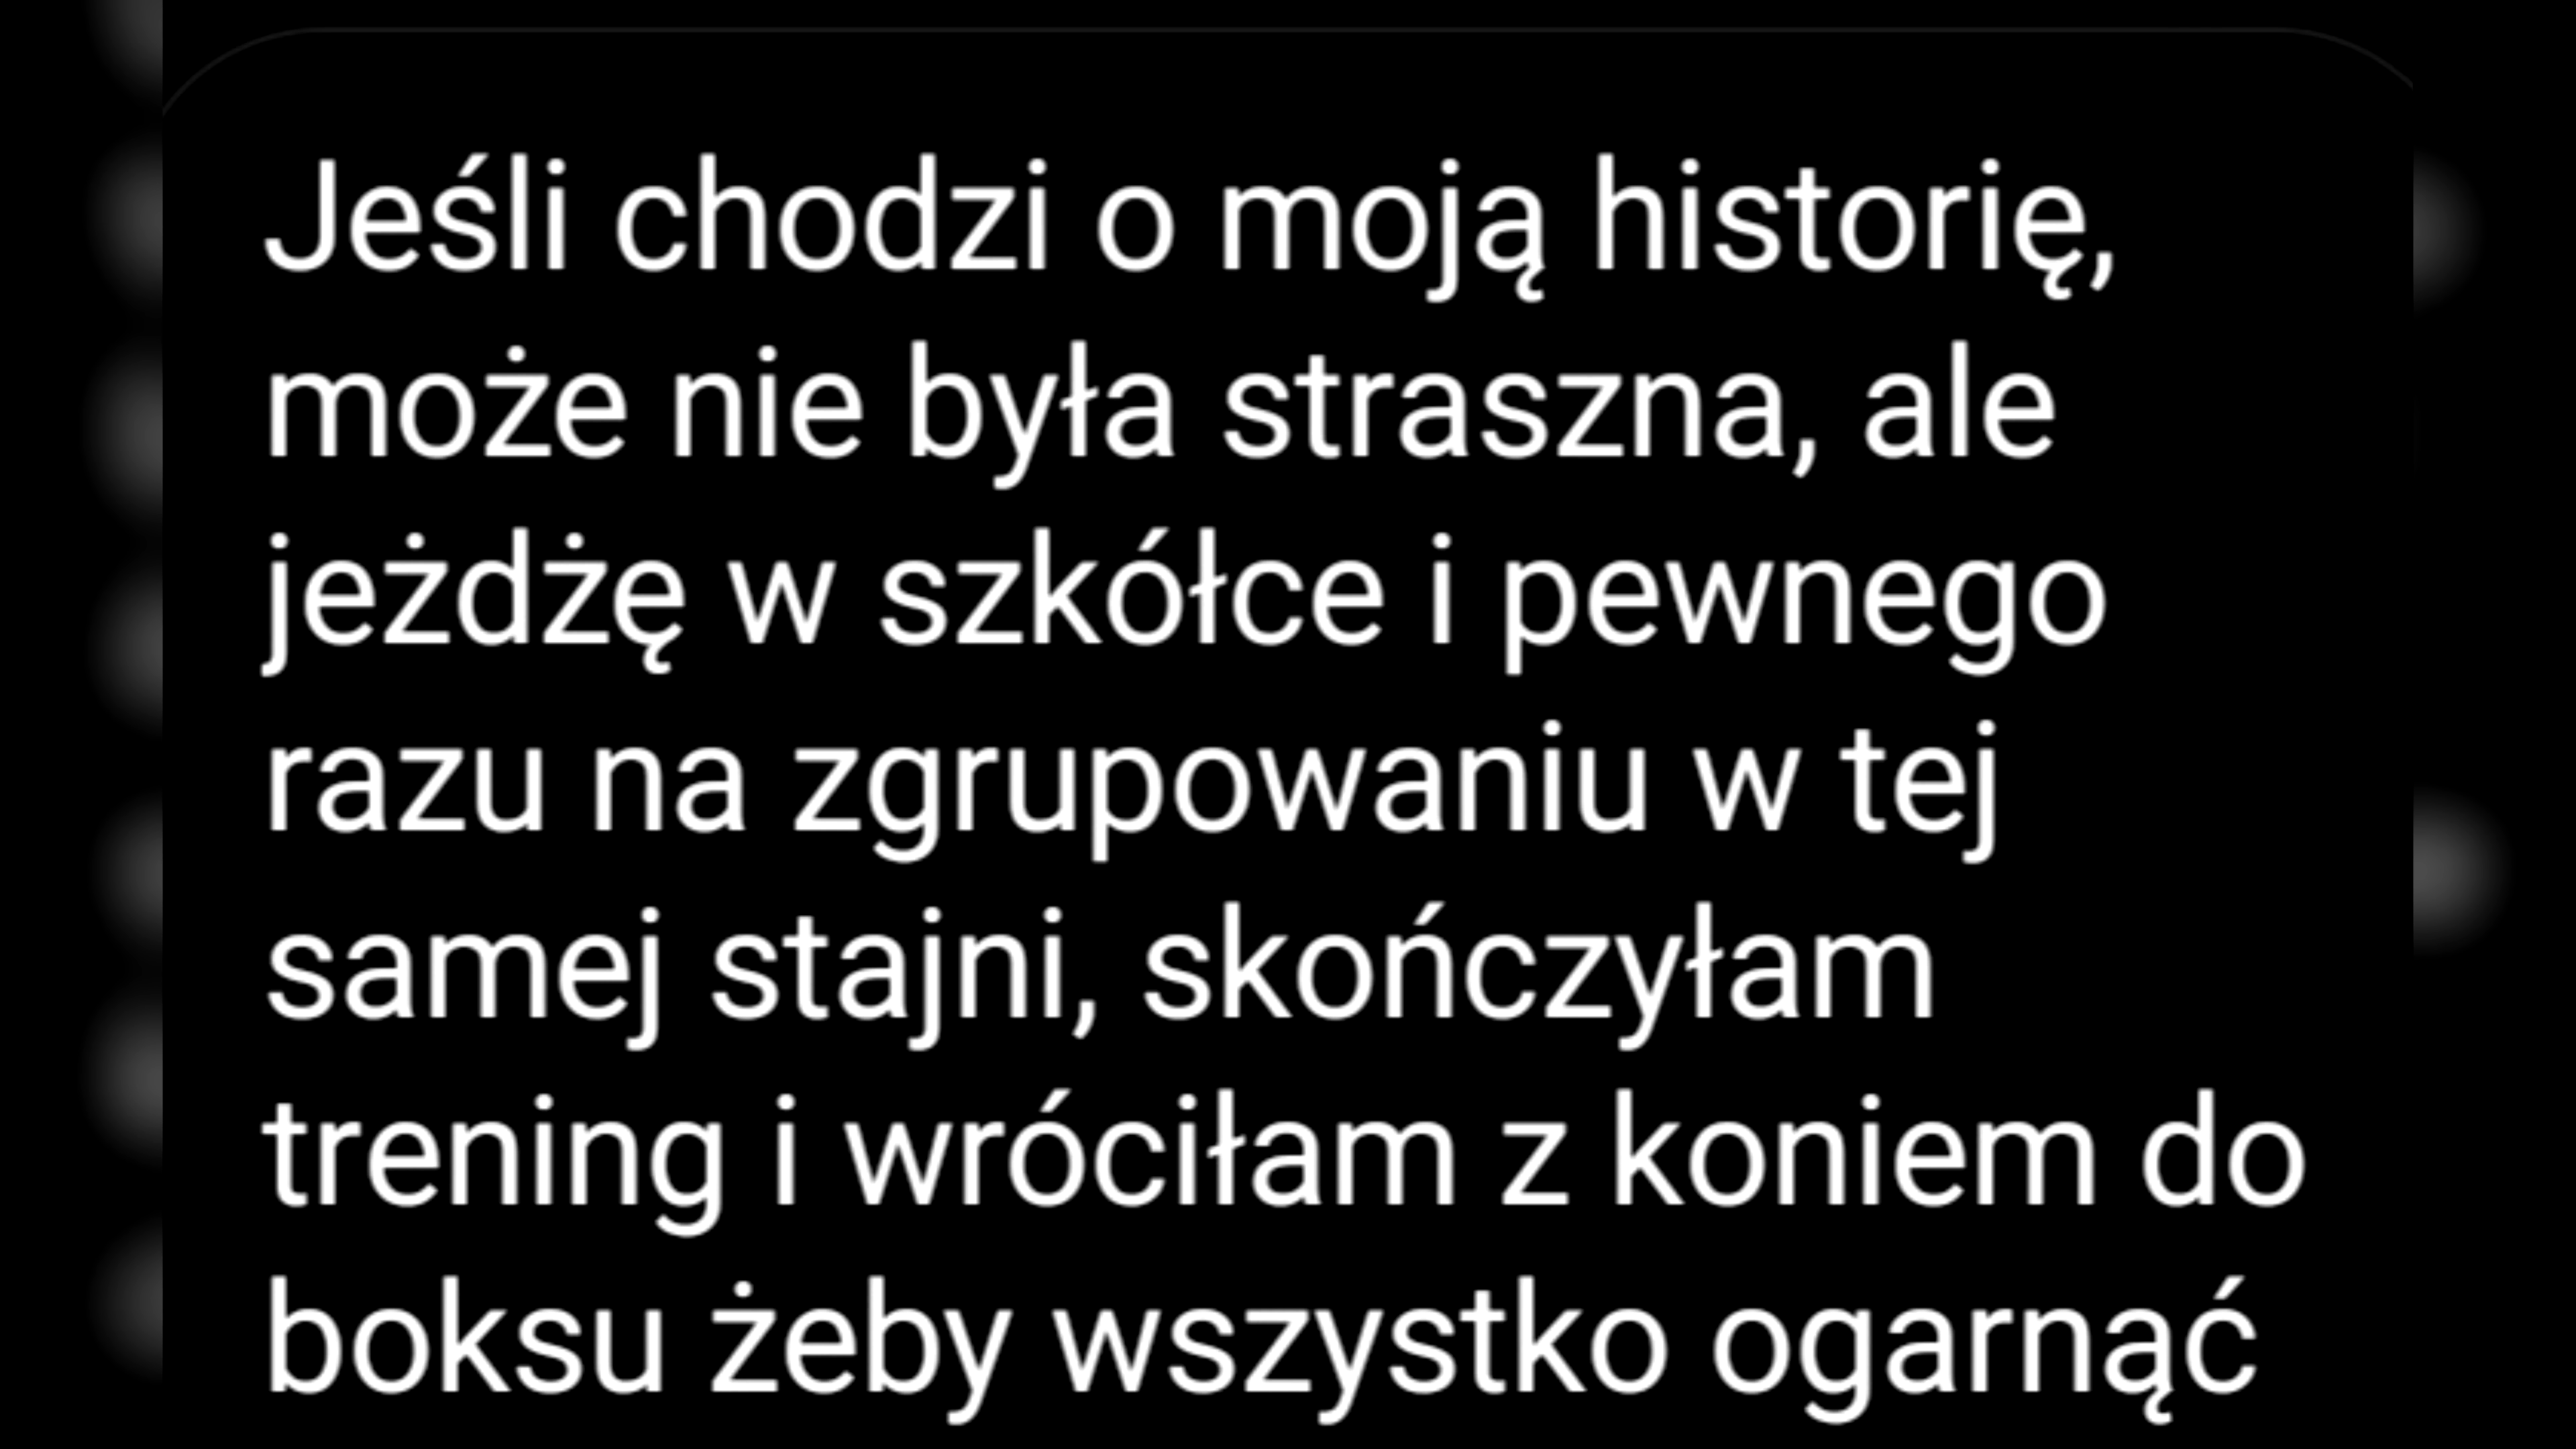 Jeśli chodzi o moją historię,
może nie była straszna, ale
jeżdżę w szkółce i pewnego
razu na zgrupowaniu w tej
samej stajni, skończyłam
trening i wróciłam z koniem do
boksu żeby wszystko ogarnąć